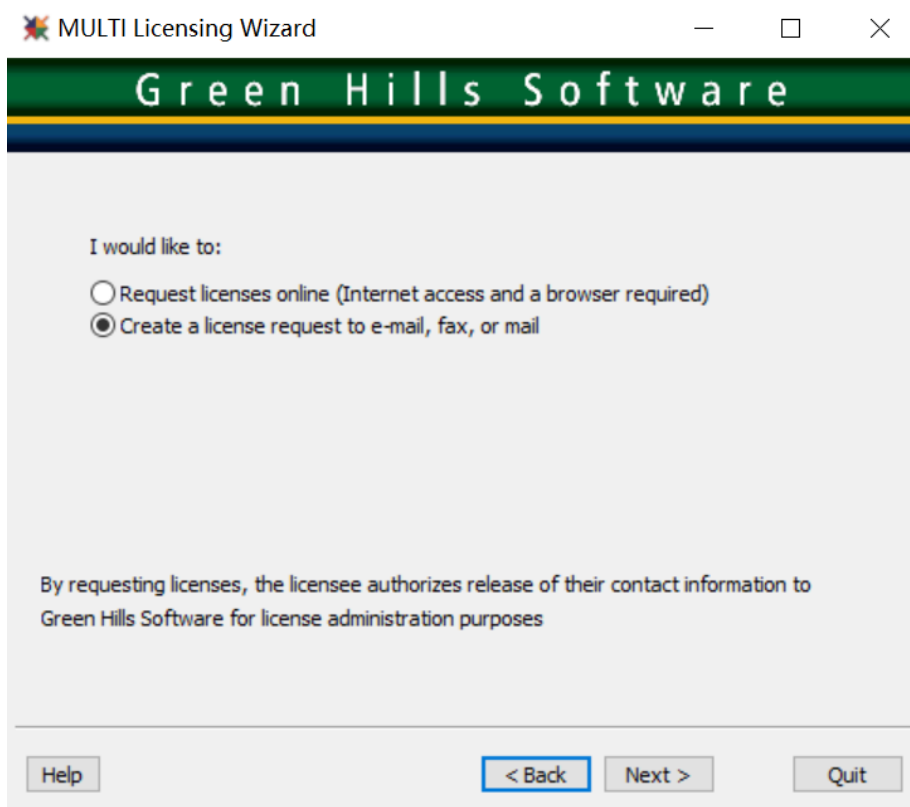 MULTI Licensing Wizard
Green Hills Software
I would like to:
Request licenses online (Internet access and a browser required)
Create a license request to e-mail, fax, or mail
By requesting licenses, the licensee authorizes release of their contact information to
Green Hills Software for license administration purposes
Help
< Back
Next >
Quit